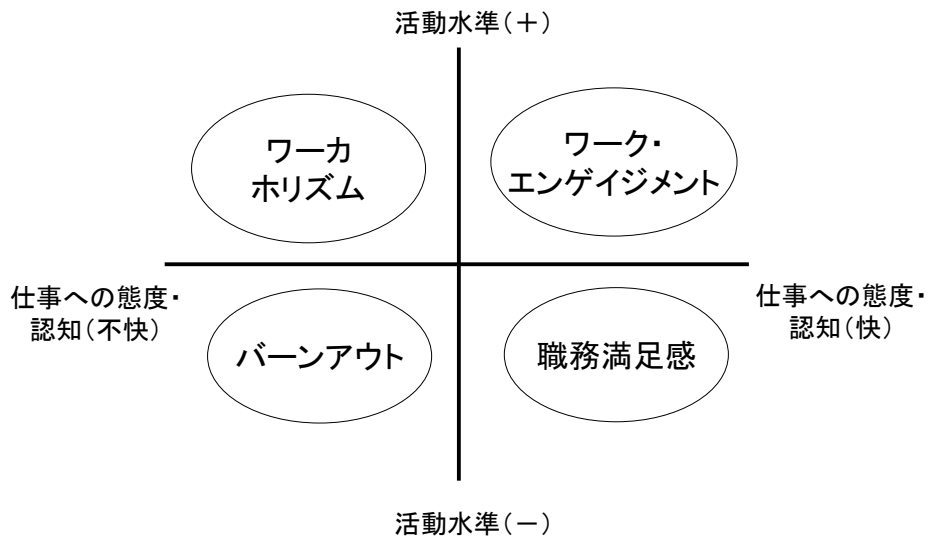 活動水準(＋)
ワーカ
ホリズム
ワーク・
エンゲイジメント
仕事への態度・
認知(不快)
仕事への態度・
認知(快)
バーンアウト
職務満足感
活動水準(－)